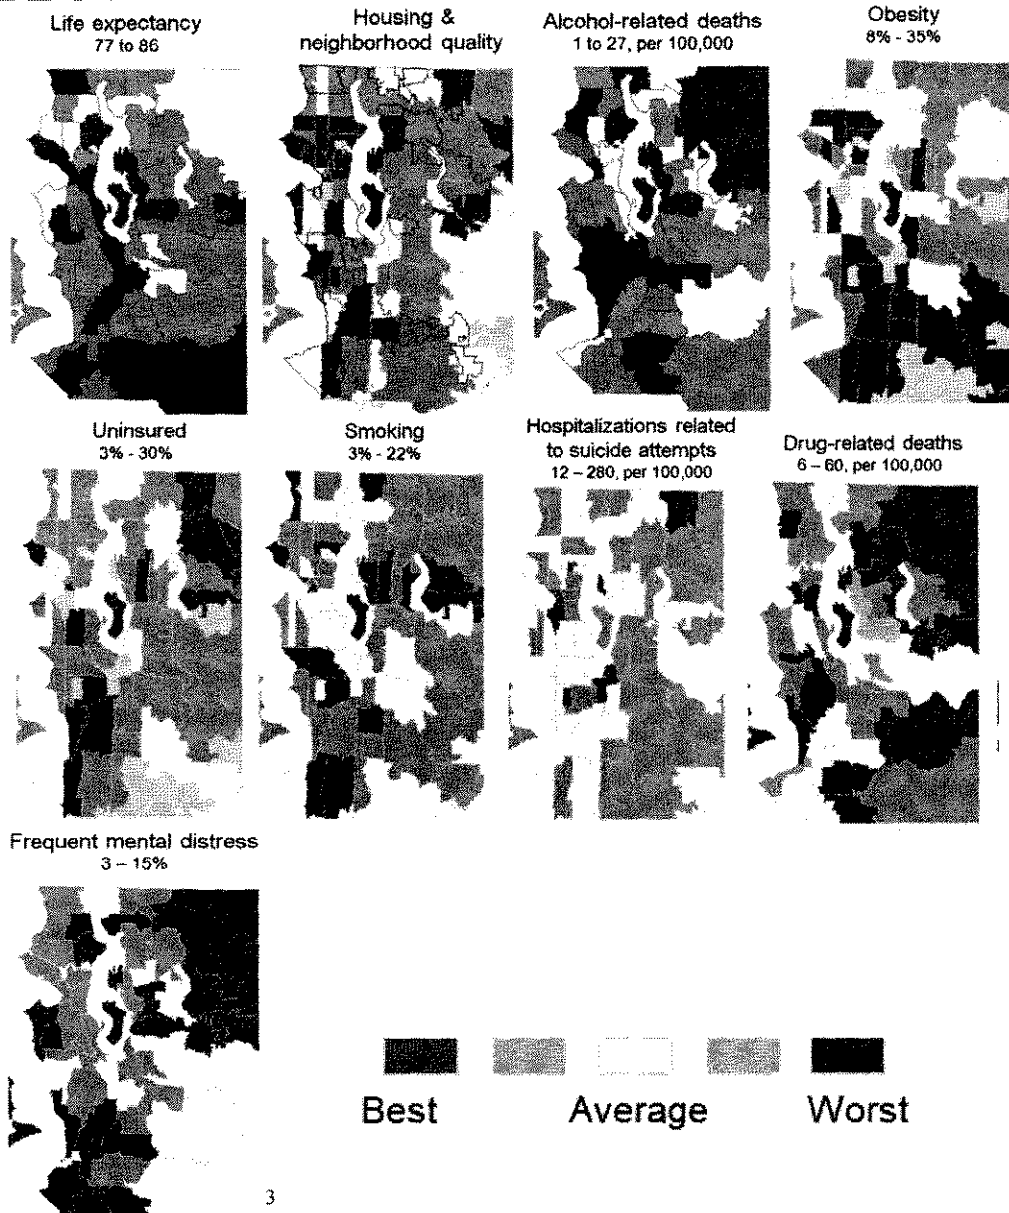 Life expectancy
77 to 86
Housing &
neighborhood quality
Alcohol-related deaths
1 to 27, per 100,000
Obesity
8% - 35%
Uninsured
3% - 30%
Smoking
3% - 22%
Hospitalizations related
to suicide attempts
12 – 280, per 100,000
Drug-related deaths
6 – 60, per 100,000
Frequent mental distress
3 – 15%
Best
Average
Worst
3